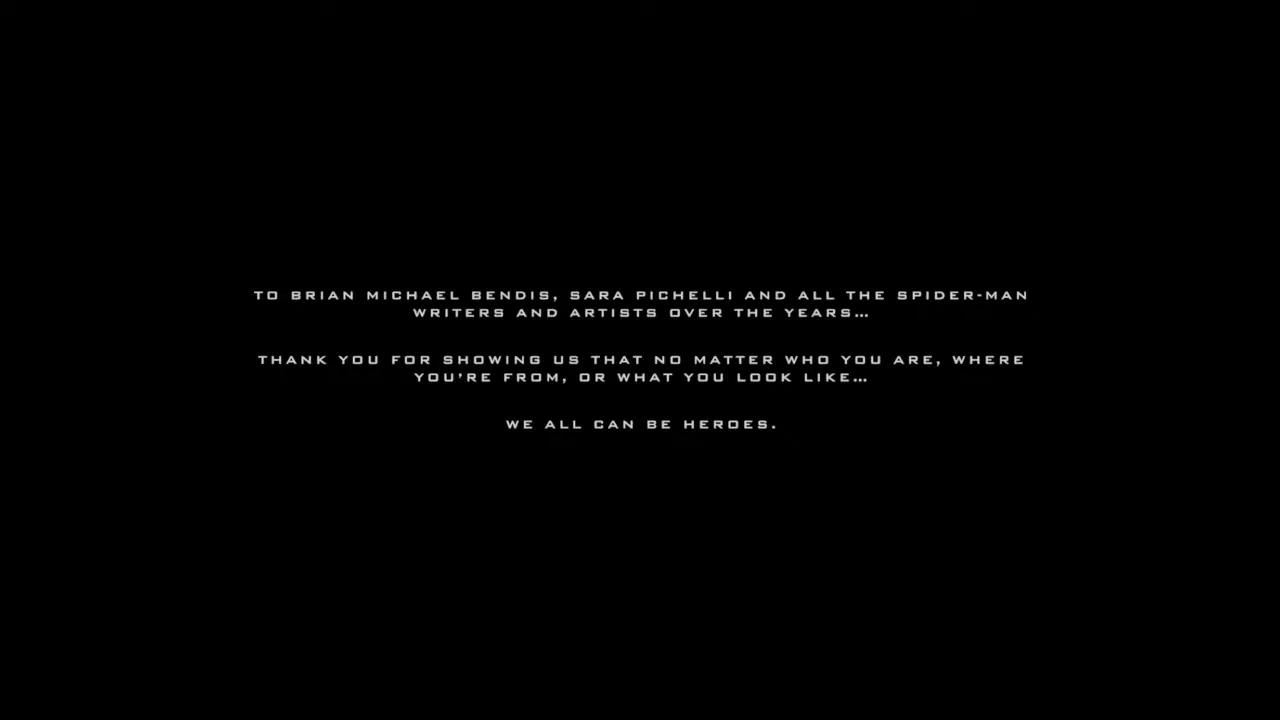 TO BRIAN MICHAEL BENDIS, SARA PICHELLI AND ALL THE SPIDER-MAN
WRITERS AND ARTISTS OVER THE YEARS...
THANK YOU FOR SHOWING US THAT NO MATTER WHO YOU ARE, WHERE
YOU'RE FROM, OR WHAT YOU LOOK LIKE...
WE ALL CAN BE HEROES.